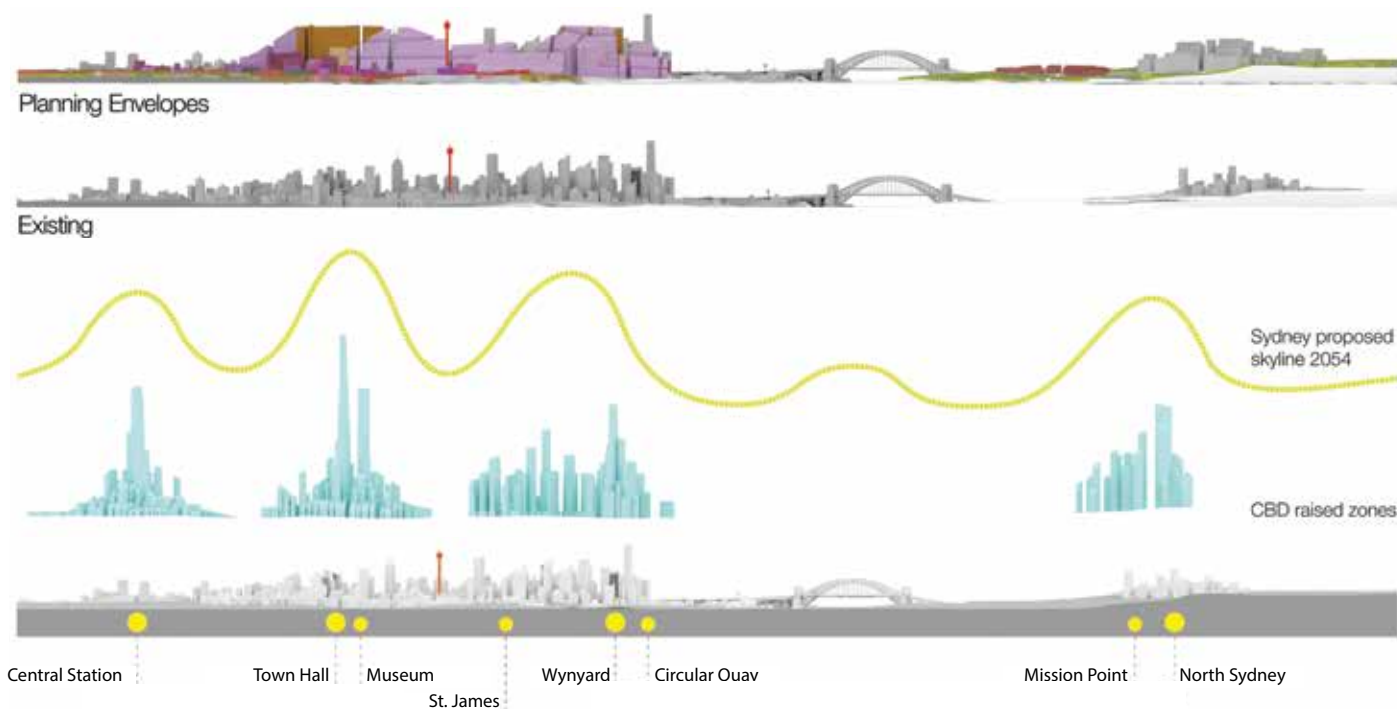 Planning Envelopes
Existing
Sydney proposed
skyline 2054
CBD raised zones
Central Station
Town Hall
Museum
St. James
Wynyard
Circular Ouav
Mission Point
North Sydney